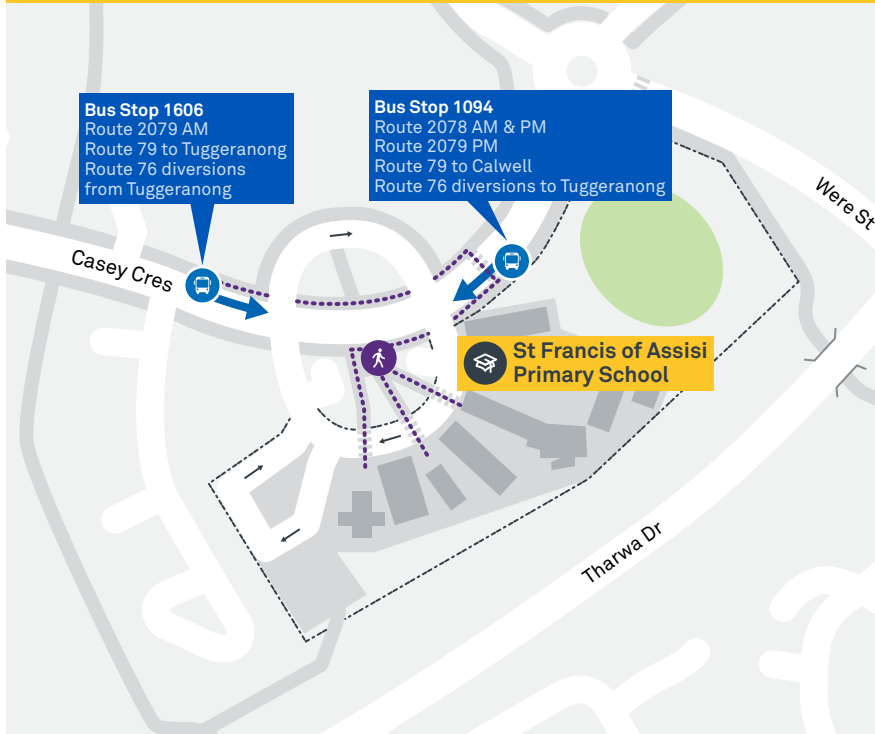 Bus Stop 1606
Route 2079 AM
Route 79 to Tuggeranong
Route 76 diversions
from Tuggeranong
Bus Stop 1094
Route 2078 AM & PM
Route 2079 PM
Route 79 to Calwell
Route 76 diversions to Tuggeranong
Were St
Casey Cres
St Francis of Assisi
Primary School
Tharwa Dr